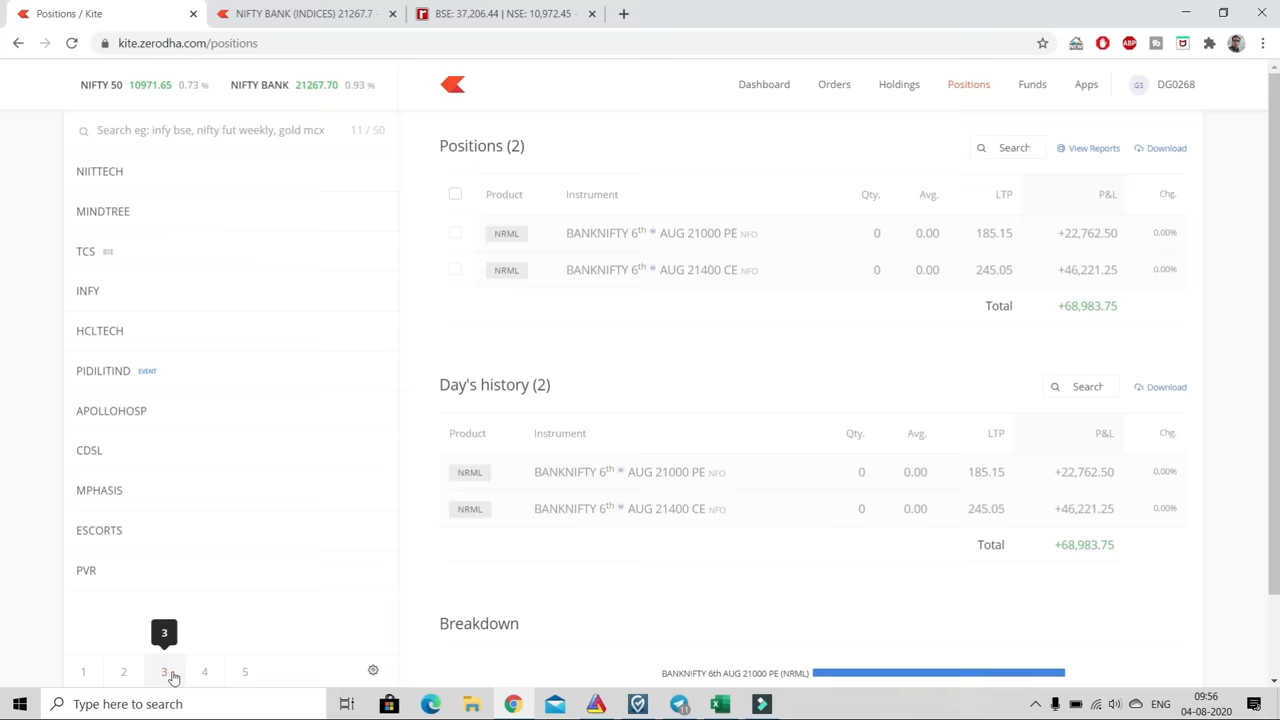 Positions / Kite
NIFTY BANK (INDICES) 21267.7 -
BSE: 37,206.44 | NSE: 10,972.45 -
kite.zerodha.com/positions
ABP
NIFTY 50 10971.65 0.73 %
NIFTY BANK 21267.70 0.93 %
Dashboard
Orders
Holdings
Positions
Funds
Apps
GS
DG0268
Search eg: infy bse, nifty fut weekly, gold mcx
11 / 50
NIITTECH
MINDTREE
TCS
INFY
HCLTECH
PIDILITIND EVENT
APOLLOHOSP
CDSL
MPHASIS
ESCORTS
PVR
3
1 2 3 4 5
Positions (2)
Search
View Reports
Download
Product Instrument Qty. Avg. LTP P&L Chg.
NRML BANKNIFTY 6th W AUG 21000 PE NFO 0 0.00 185.15 +22,762.50 0.00%
NRML BANKNIFTY 6th W AUG 21400 CE NFO 0 0.00 245.05 +46,221.25 0.00%
Total +68,983.75
Day's history (2)
Search
Download
Product Instrument Qty. Avg. LTP P&L Chg.
NRML BANKNIFTY 6th W AUG 21000 PE NFO 0 0.00 185.15 +22,762.50 0.00%
NRML BANKNIFTY 6th W AUG 21400 CE NFO 0 0.00 245.05 +46,221.25 0.00%
Total +68,983.75
Breakdown
BANKNIFTY 6th AUG 21000 PE (NRML)
Type here to search
ENG
09:56
04-08-2020